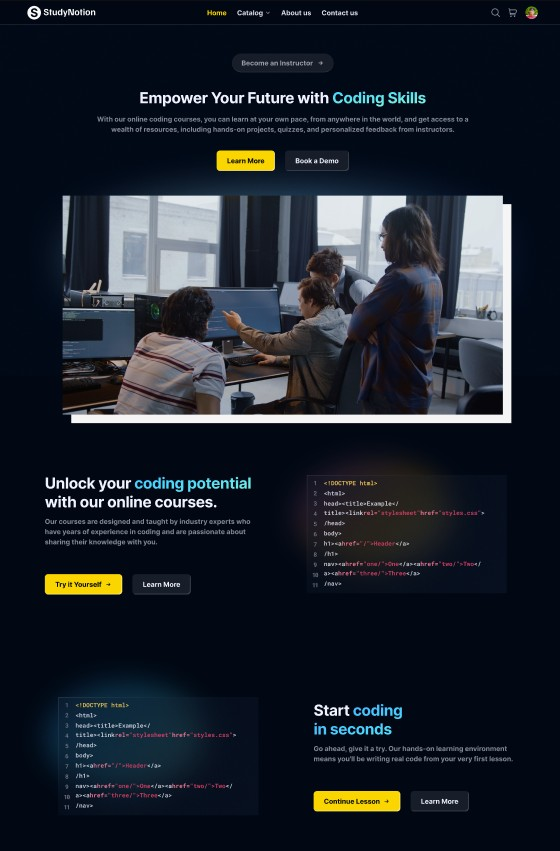 StudyNotion
Home Catalog About us Contact us
Become an Instructor →
Empower Your Future with Coding Skills
With our online coding courses, you can learn at your own pace, from anywhere in the world, and get access to a
wealth of resources, including hands-on projects, quizzes, and personalized feedback from instructors.
Learn More Book a Demo
Unlock your coding potential
with our online courses.
Our courses are designed and taught by industry experts who
have years of experience in coding and are passionate about
sharing their knowledge with you.
Try it Yourself → Learn More
1 <!DOCTYPE html>
2 <html>
3 head><title>Example</
4 title><linkrel="stylesheet"href="styles.css">
5 /head>
6 body>
7 h1><ahref="/">Header</a>
8 /h1>
9 nav><ahref="one/">One</a><ahref="two/">Two</
10 a><ahref="three/">Three</a>
11 /nav>
1 <!DOCTYPE html>
2 <html>
3 head><title>Example</
4 title><linkrel="stylesheet"href="styles.css">
5 /head>
6 body>
7 h1><ahref="/">Header</a>
8 /h1>
9 nav><ahref="one/">One</a><ahref="two/">Two</
10 a><ahref="three/">Three</a>
11 /nav>
Start coding
in seconds
Go ahead, give it a try. Our hands-on learning environment
means you'll be writing real code from your very first lesson.
Continue Lesson → Learn More